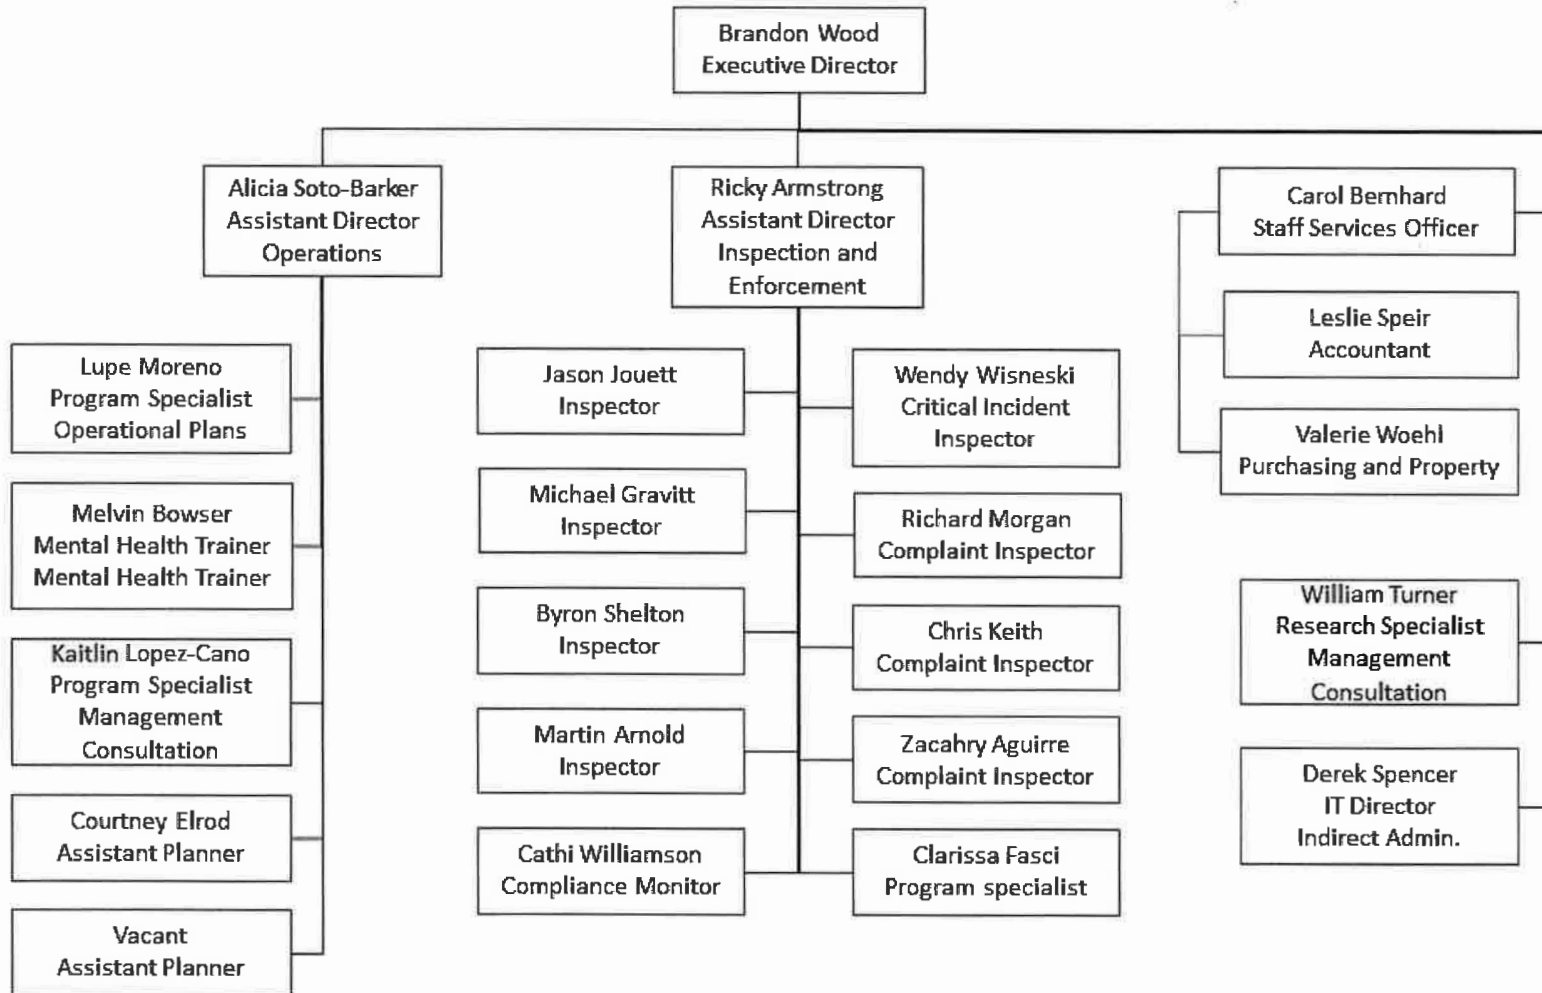 Brandon Wood
Executive Director
Alicia Soto-Barker
Assistant Director
Operations
Ricky Armstrong
Assistant Director
Inspection and
Enforcement
Carol Bernhard
Staff Services Officer
Leslie Speir
Accountant
Valerie Woehl
Purchasing and Property
Lupe Moreno
Program Specialist
Operational Plans
Melvin Bowser
Mental Health Trainer
Mental Health Trainer
Kaitlin Lopez-Cano
Program Specialist
Management
Consultation
Courtney Elrod
Assistant Planner
Vacant
Assistant Planner
Jason Jouett
Inspector
Michael Gravitt
Inspector
Byron Shelton
Inspector
Martin Arnold
Inspector
Cathi Williamson
Compliance Monitor
Wendy Wisneski
Critical Incident
Inspector
Richard Morgan
Complaint Inspector
Chris Keith
Complaint Inspector
Zacahry Aguirre
Complaint Inspector
Clarissa Fasci
Program specialist
William Turner
Research Specialist
Management
Consultation
Derek Spencer
IT Director
Indirect Admin.